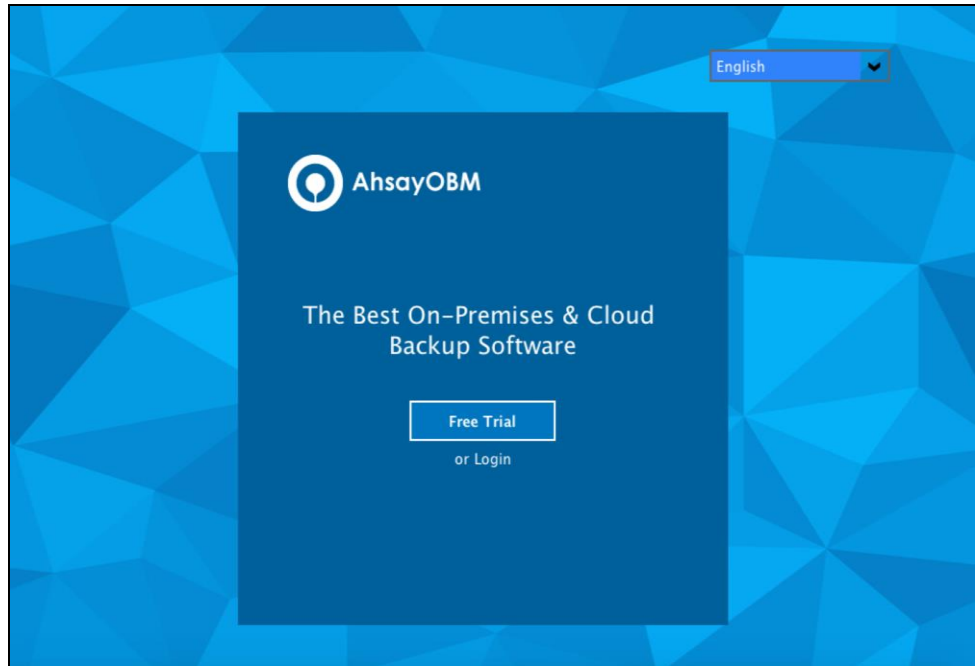 English
AhsayOBM
The Best On-Premises & Cloud
Backup Software
Free Trial
or Login